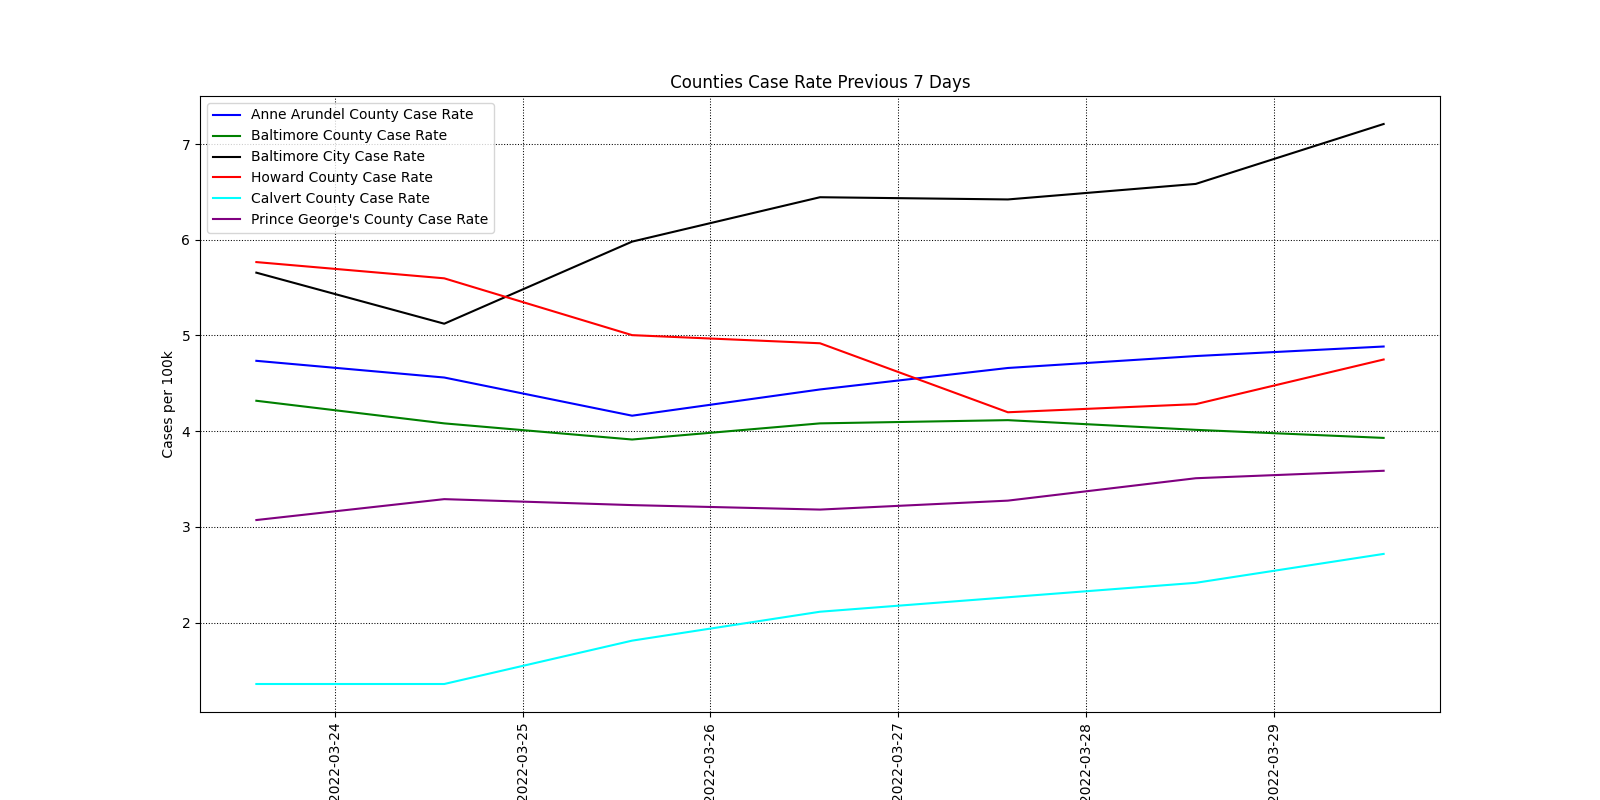 Counties Case Rate Previous 7 Days
Anne Arundel County Case Rate
Baltimore County Case Rate
Baltimore City Case Rate
Howard County Case Rate
Calvert County Case Rate
Prince George's County Case Rate
Cases per 100k
7
6
5
4
3
2
2022-03-24
2022-03-25
2022-03-26
2022-03-27
2022-03-28
2022-03-29